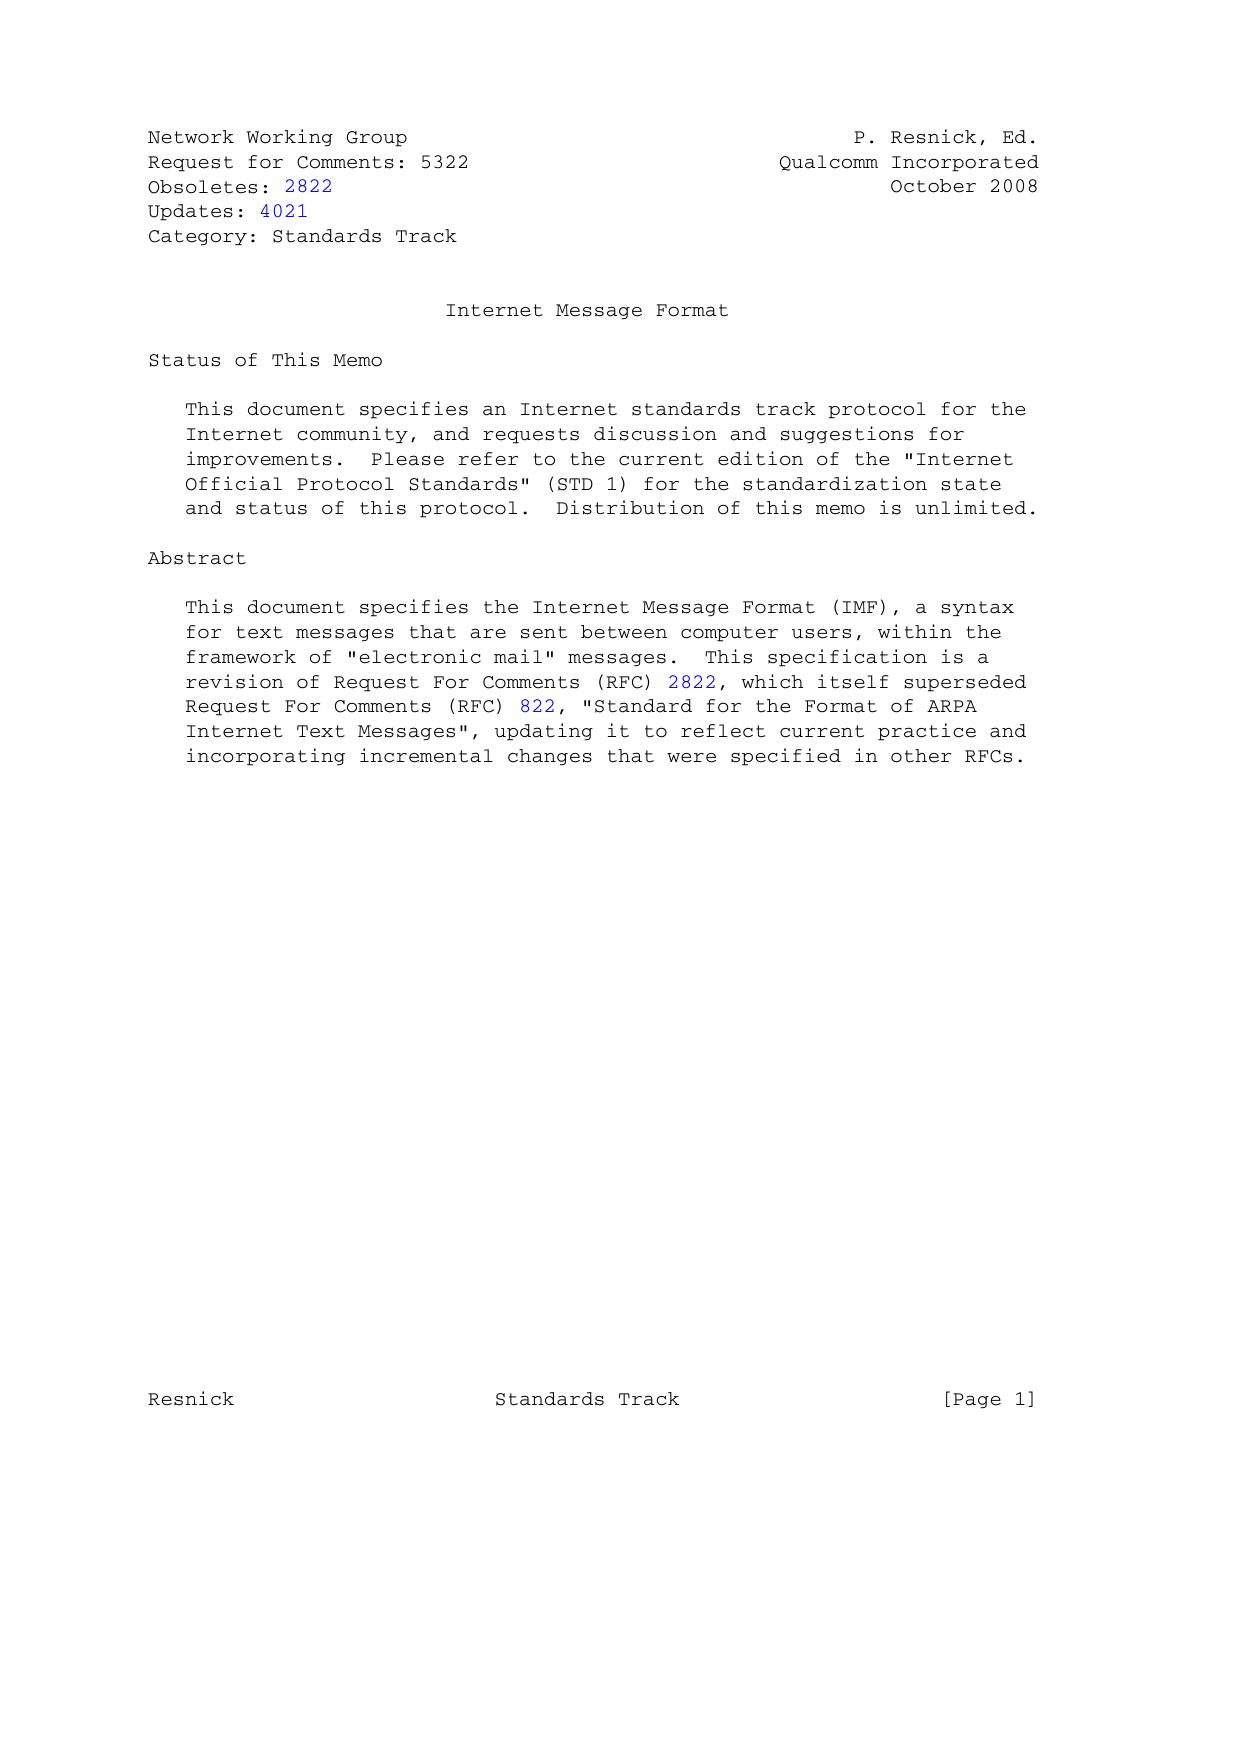 Network Working Group                                    P. Resnick, Ed.
Request for Comments: 5322                         Qualcomm Incorporated
Obsoletes: 2822                                             October 2008
Updates: 4021
Category: Standards Track
Internet Message Format
Status of This Memo
This document specifies an Internet standards track protocol for the
Internet community, and requests discussion and suggestions for
improvements.  Please refer to the current edition of the "Internet
Official Protocol Standards" (STD 1) for the standardization state
and status of this protocol.  Distribution of this memo is unlimited.
Abstract
This document specifies the Internet Message Format (IMF), a syntax
for text messages that are sent between computer users, within the
framework of "electronic mail" messages.  This specification is a
revision of Request For Comments (RFC) 2822, which itself superseded
Request For Comments (RFC) 822, "Standard for the Format of ARPA
Internet Text Messages", updating it to reflect current practice and
incorporating incremental changes that were specified in other RFCs.
Resnick                     Standards Track                     [Page 1]